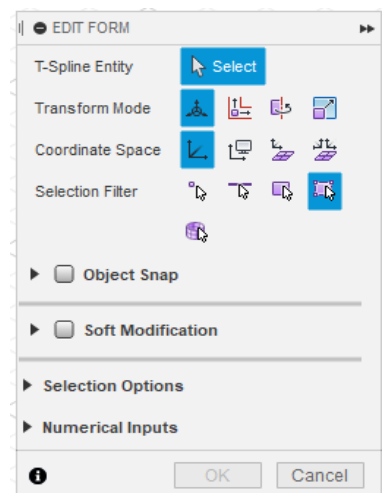 EDIT FORM
T-Spline Entity Select
Transform Mode
Coordinate Space
Selection Filter
Object Snap
Soft Modification
Selection Options
Numerical Inputs
OK Cancel